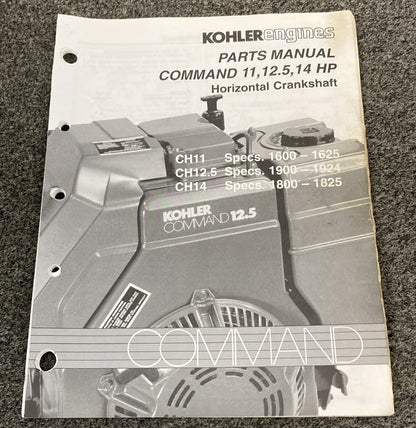 KOHLERengines
PARTS MANUAL
COMMAND 11,12.5,14 HP
Horizontal Crankshaft
CH11 Specs. 1600 – 1625
CH12.5 Specs. 1900 – 1924
CH14 Specs. 1800 – 1825
KOHLER
COMMAND 12.5
COMMAND